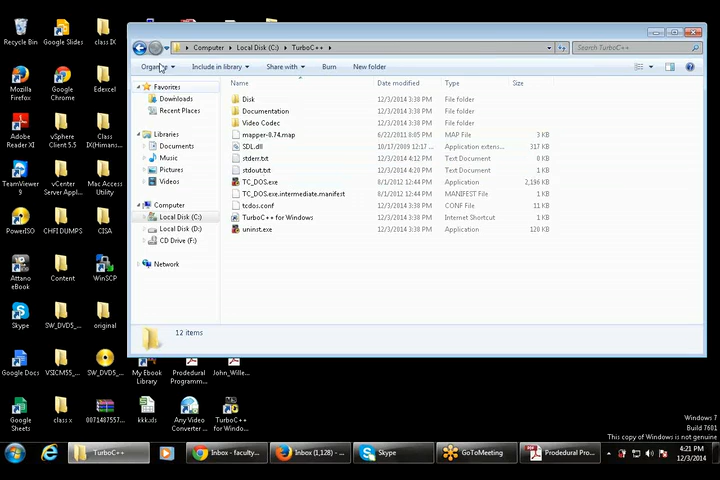 Recycle Bin
Google Slides
class IX
Mozilla Firefox
Google Chrome
Edexcel
Adobe Reader XI
vSphere Client 5.5
Class IX(Himans...
TeamViewer 9
vCenter Server Appl...
Mac Access Utility
PowerISO
CHFI DUMPS
CISA
Attano eBook
Content
WinSCP
Skype
SW_DVD5_...
original
Google Docs
VSICM55_...
SW_DVD5_...
My Ebook Library
Prodedural Programm...
John_Wille...
Google Sheets
class x
0071487557...
kkk.xls
Any Video Converter
TurboC++ for Windo...
Computer
Local Disk (C:)
TurboC++
Search TurboC++
Organize
Include in library
Share with
Burn
New folder
Favorites
Downloads
Recent Places
Libraries
Documents
Music
Pictures
Videos
Computer
Local Disk (C:)
Local Disk (D:)
CD Drive (F:)
Network
Name Date modified Type Size
Disk 12/3/2014 3:38 PM File folder
Documentation 12/3/2014 3:38 PM File folder
Video Codec 12/3/2014 3:38 PM File folder
mapper-0.74.map 6/22/2011 8:05 PM MAP File 3 KB
SDL.dll 10/17/2009 12:17 ... Application extens... 317 KB
stderr.txt 12/3/2014 4:12 PM Text Document 0 KB
stdout.txt 12/3/2014 4:20 PM Text Document 1 KB
TC_DOS.exe 8/1/2012 12:44 PM Application 2,196 KB
TC_DOS.exe.intermediate.manifest 8/1/2012 12:44 PM MANIFEST File 1 KB
tcdos.conf 12/3/2014 3:38 PM CONF File 11 KB
TurboC++ for Windows 12/3/2014 3:38 PM Internet Shortcut 1 KB
uninst.exe 12/3/2014 3:38 PM Application 120 KB
12 items
Windows 7
Build 7601
This copy of Windows is not genuine
TurboC++
Inbox - faculty...
Inbox (1,128) - ...
Skype
GoToMeeting
Prodedural Pro...
4:21 PM
12/3/2014